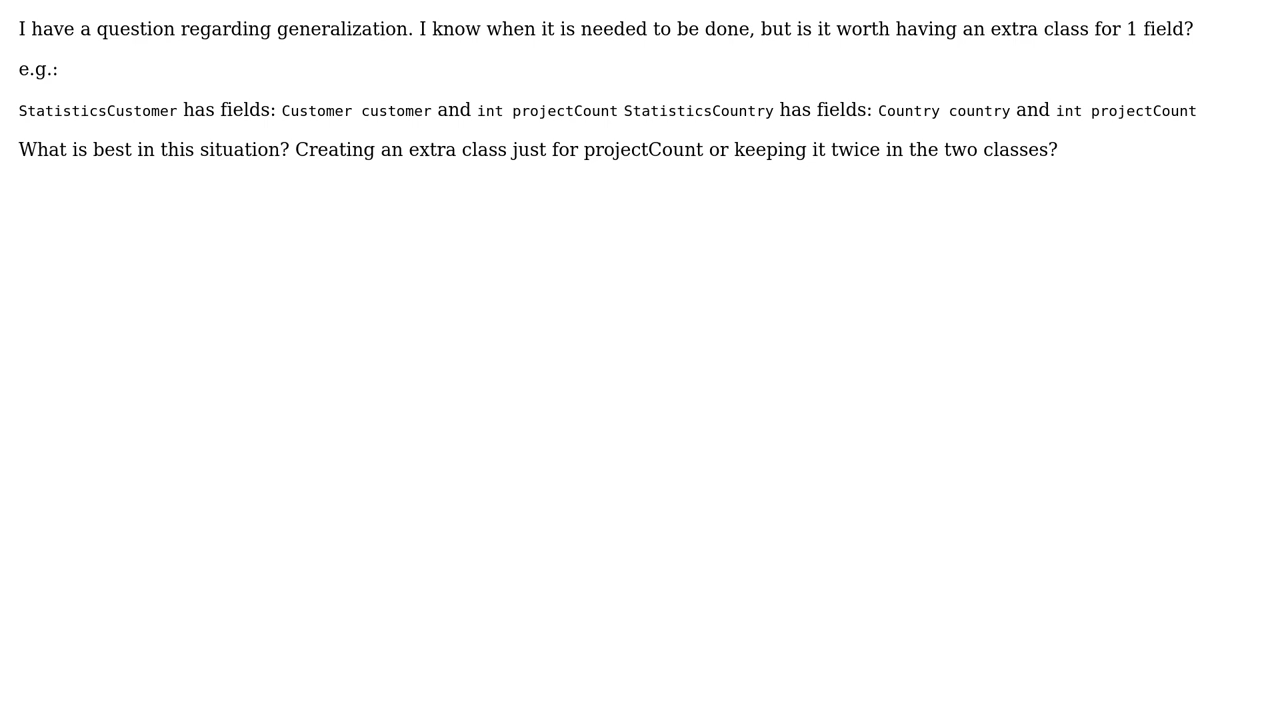 I have a question regarding generalization. I know when it is needed to be done, but is it worth having an extra class for 1 field?
e.g.:
StatisticsCustomer has fields: Customer customer and int projectCount StatisticsCountry has fields: Country country and int projectCount
What is best in this situation? Creating an extra class just for projectCount or keeping it twice in the two classes?